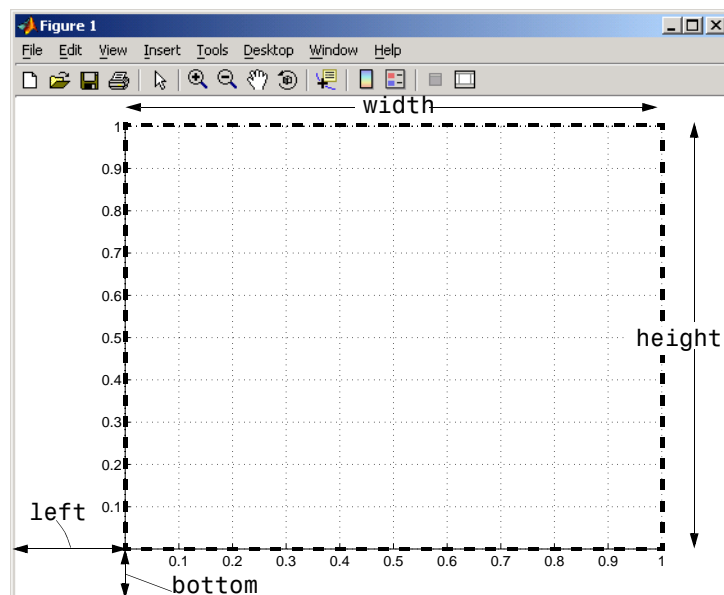 Figure 1
File Edit View Insert Tools Desktop Window Help
width
1
0.9
0.8
0.7
0.6
0.5
height
0.4
0.3
0.2
0.1
left
0.1 0.2 0.3 0.4 0.5 0.6 0.7 0.8 0.9 1
bottom